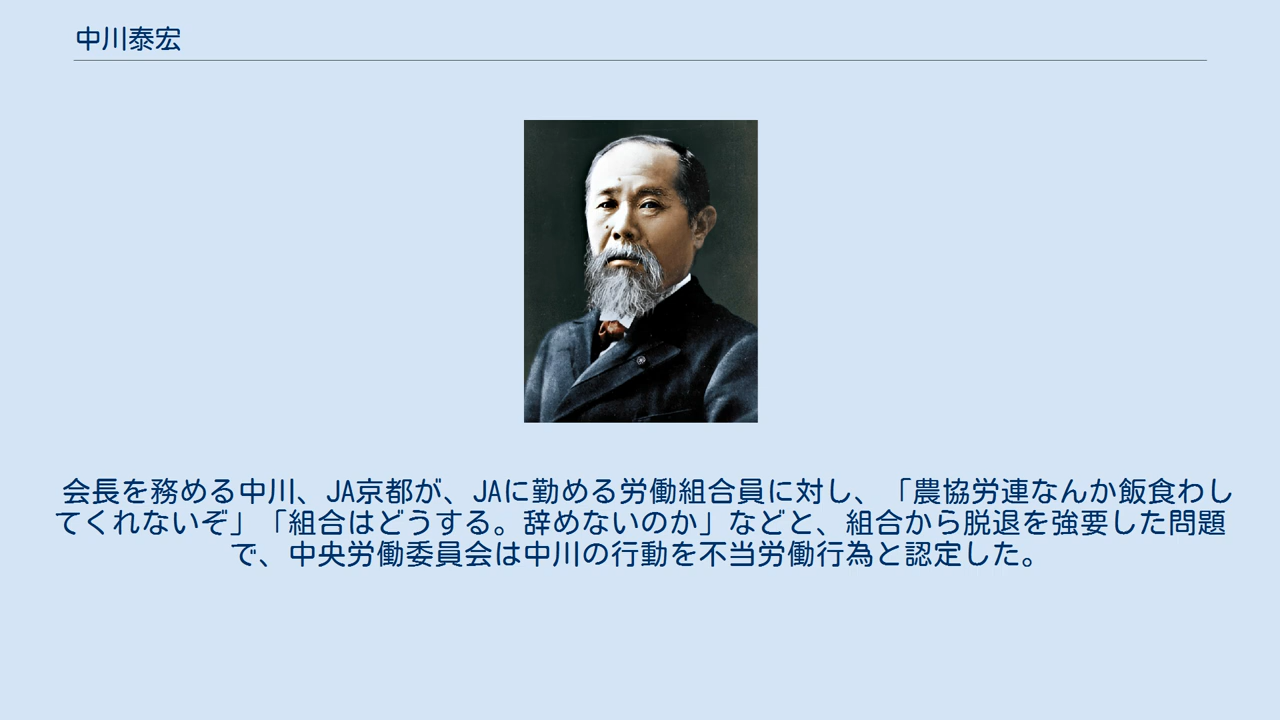 中川泰宏
会長を務める中川、JA京都が、JAに勤める労働組合員に対し、「農協労連なんか飯食わし
てくれないぞ」「組合はどうする。辞めないのか」などと、組合から脱退を強要した問題
で、中央労働委員会は中川の行動を不当労働行為と認定した。